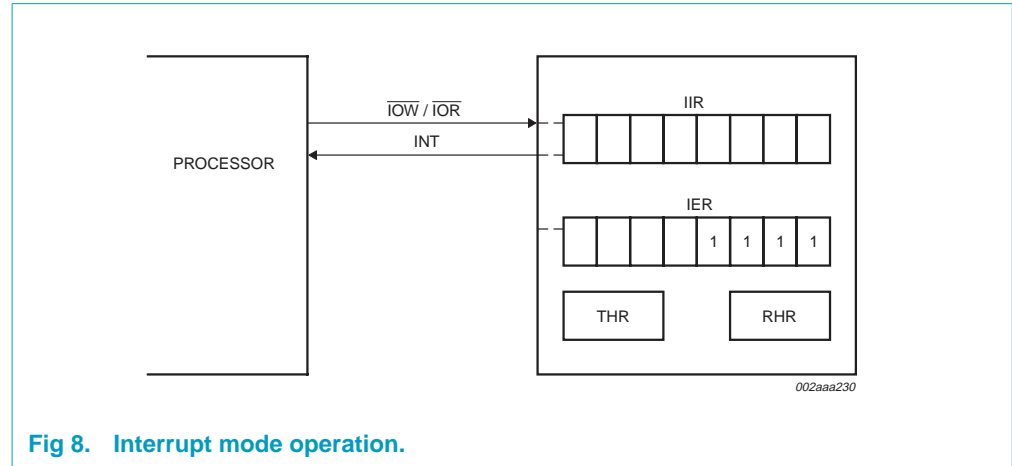 IIR
IOW / IOR
INT
PROCESSOR
IER
1 1 1 1
THR RHR
002aaa230
Fig 8. Interrupt mode operation.